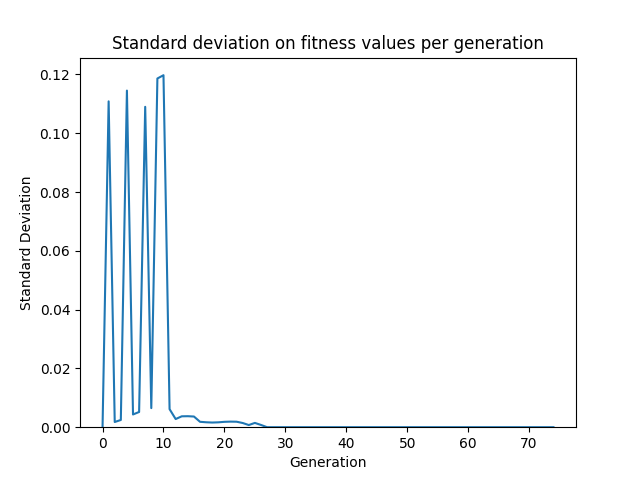 Standard deviation on fitness values per generation
0.12
0.10
0.08
0.06
0.04
0.02
0.00
Standard Deviation
0 10 20 30 40 50 60 70
Generation